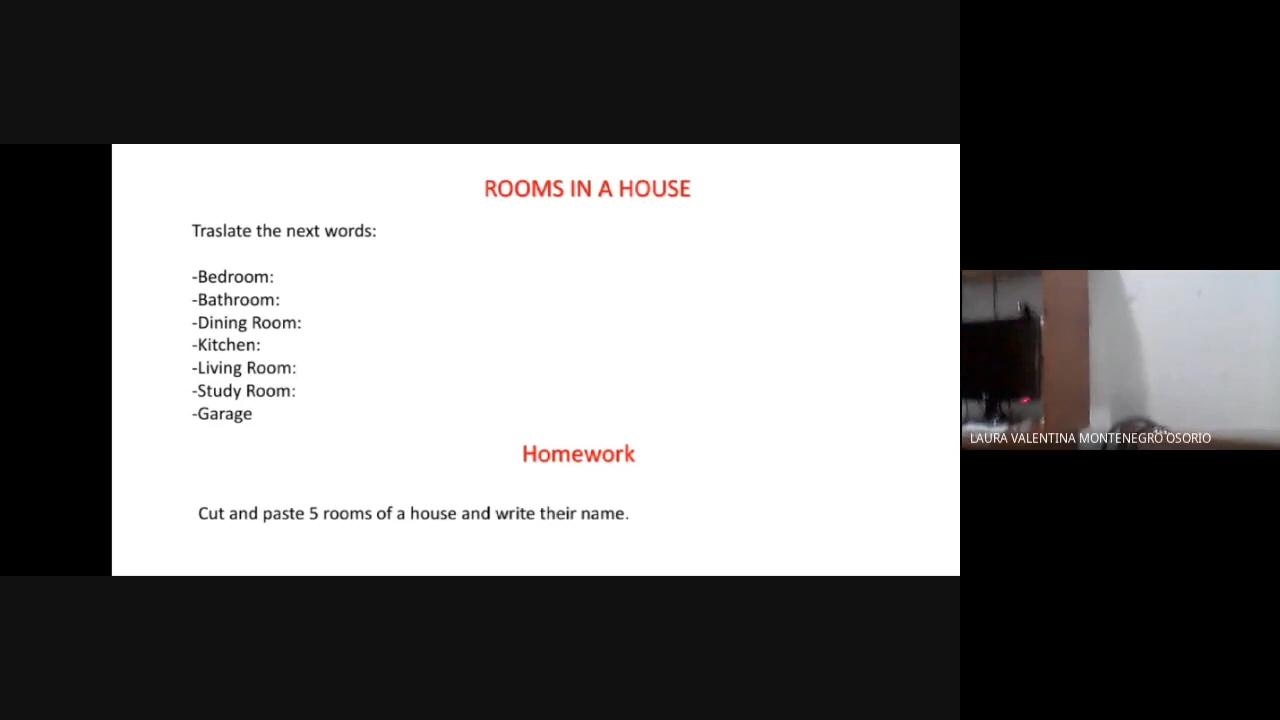 ROOMS IN A HOUSE
Traslate the next words:
-Bedroom:
-Bathroom:
-Dining Room:
-Kitchen:
-Living Room:
-Study Room:
-Garage
Homework
Cut and paste 5 rooms of a house and write their name.
LAURA VALENTINA MONTENEGRO OSORIO